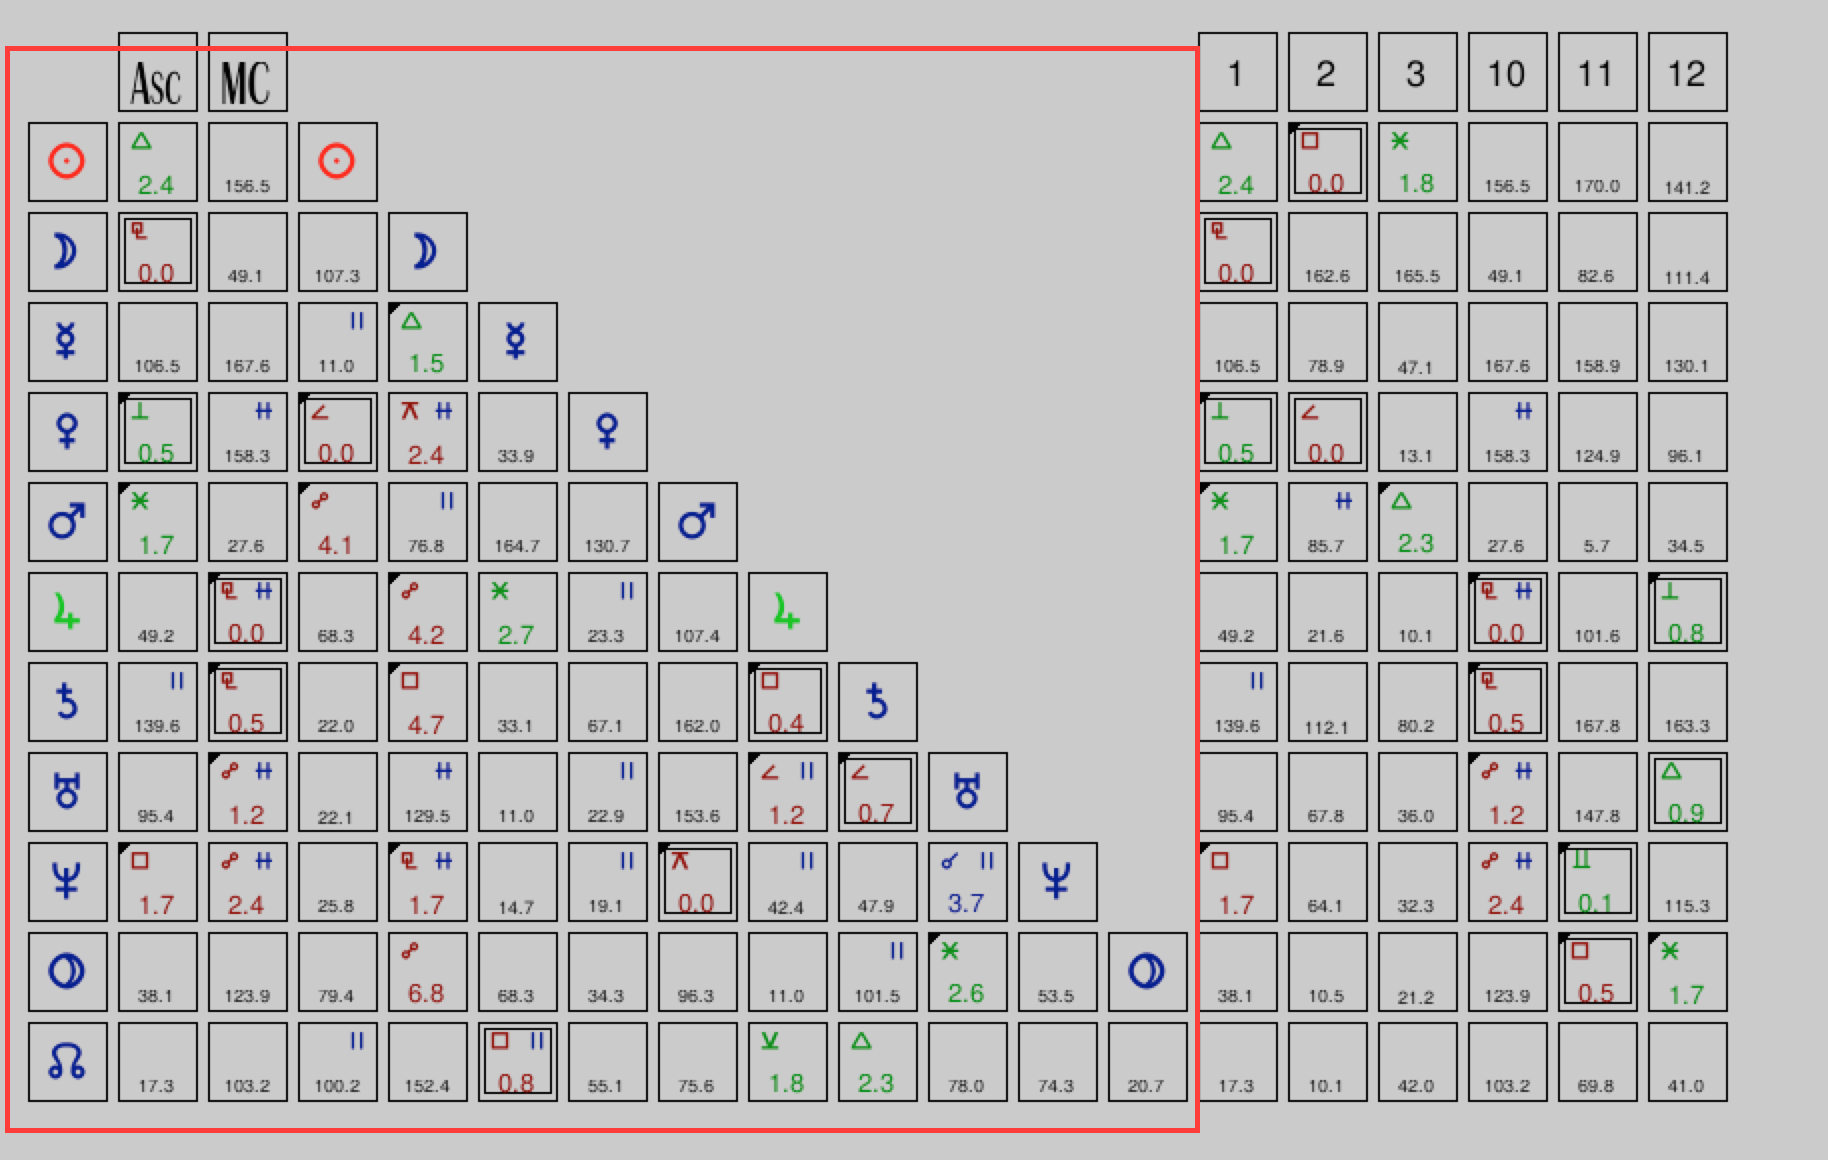 Asc MC 1 2 3 10 11 12
☉ △ 2.4 156.5 ☉ △ 2.4 □ 0.0 ⚹ 1.8 156.5 170.0 141.2
☽ ⚼ 0.0 49.1 107.3 ☽ ⚼ 0.0 162.6 165.5 49.1 82.6 111.4
☿ 106.5 167.6 || 11.0 △ 1.5 ☿ 106.5 78.9 47.1 167.6 158.9 130.1
♀ ⊥ 0.5 # 158.3 ∠ 0.0 ⚻ # 2.4 33.9 ♀ ⊥ 0.5 ∠ 0.0 13.1 # 158.3 124.9 96.1
♂ ⚹ 1.7 27.6 ☍ 4.1 || 76.8 164.7 130.7 ♂ ⚹ 1.7 # 85.7 △ 2.3 27.6 5.7 34.5
♃ 49.2 ⚼ # 0.0 68.3 ☍ 4.2 ⚹ 2.7 || 23.3 107.4 ♃ 49.2 21.6 10.1 ⚼ # 0.0 101.6 ⊥ 0.8
♄ || 139.6 ⚼ 0.5 22.0 □ 4.7 33.1 67.1 162.0 □ 0.4 ♄ || 139.6 112.1 80.2 ⚼ 0.5 167.8 163.3
♅ 95.4 ☍ # 1.2 22.1 # 129.5 11.0 || 22.9 153.6 ∠ || 1.2 ∠ 0.7 ♅ 95.4 67.8 36.0 ☍ # 1.2 147.8 △ 0.9
♆ □ 1.7 ☍ # 2.4 25.8 ⚼ # 1.7 14.7 || 19.1 ⚻ 0.0 || 42.4 47.9 ☌ || 3.7 ♆ □ 1.7 64.1 32.3 ☍ # 2.4 0.1 115.3
38.1 123.9 79.4 ☍ 6.8 68.3 34.3 96.3 11.0 || 101.5 ⚹ 2.6 53.5 38.1 10.5 21.2 123.9 □ 0.5 ⚹ 1.7
☊ 17.3 103.2 || 100.2 152.4 □ || 0.8 55.1 75.6 ⚺ 1.8 △ 2.3 78.0 74.3 20.7 17.3 10.1 42.0 103.2 69.8 41.0